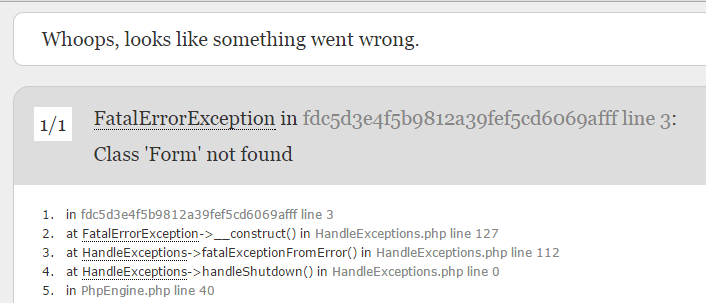 Whoops, looks like something went wrong.
1/1 FatalErrorException in fdc5d3e4f5b9812a39fef5cd6069afff line 3:
Class 'Form' not found
1. in fdc5d3e4f5b9812a39fef5cd6069afff line 3
2. at FatalErrorException->__construct() in HandleExceptions.php line 127
3. at HandleExceptions->fatalExceptionFromError() in HandleExceptions.php line 112
4. at HandleExceptions->handleShutdown() in HandleExceptions.php line 0
5. in PhpEngine.php line 40